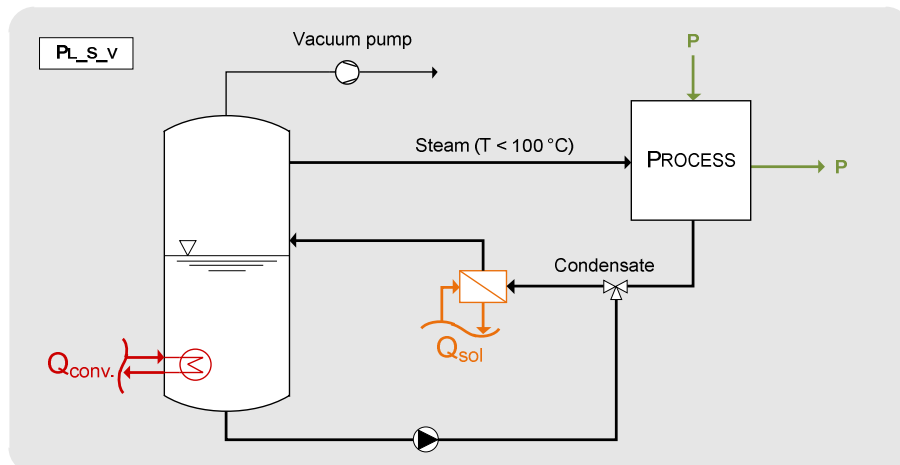 PL_S_V
Vacuum pump
P
Steam (T < 100 °C)
PROCESS
P
Condensate
Qsol
Qconv.